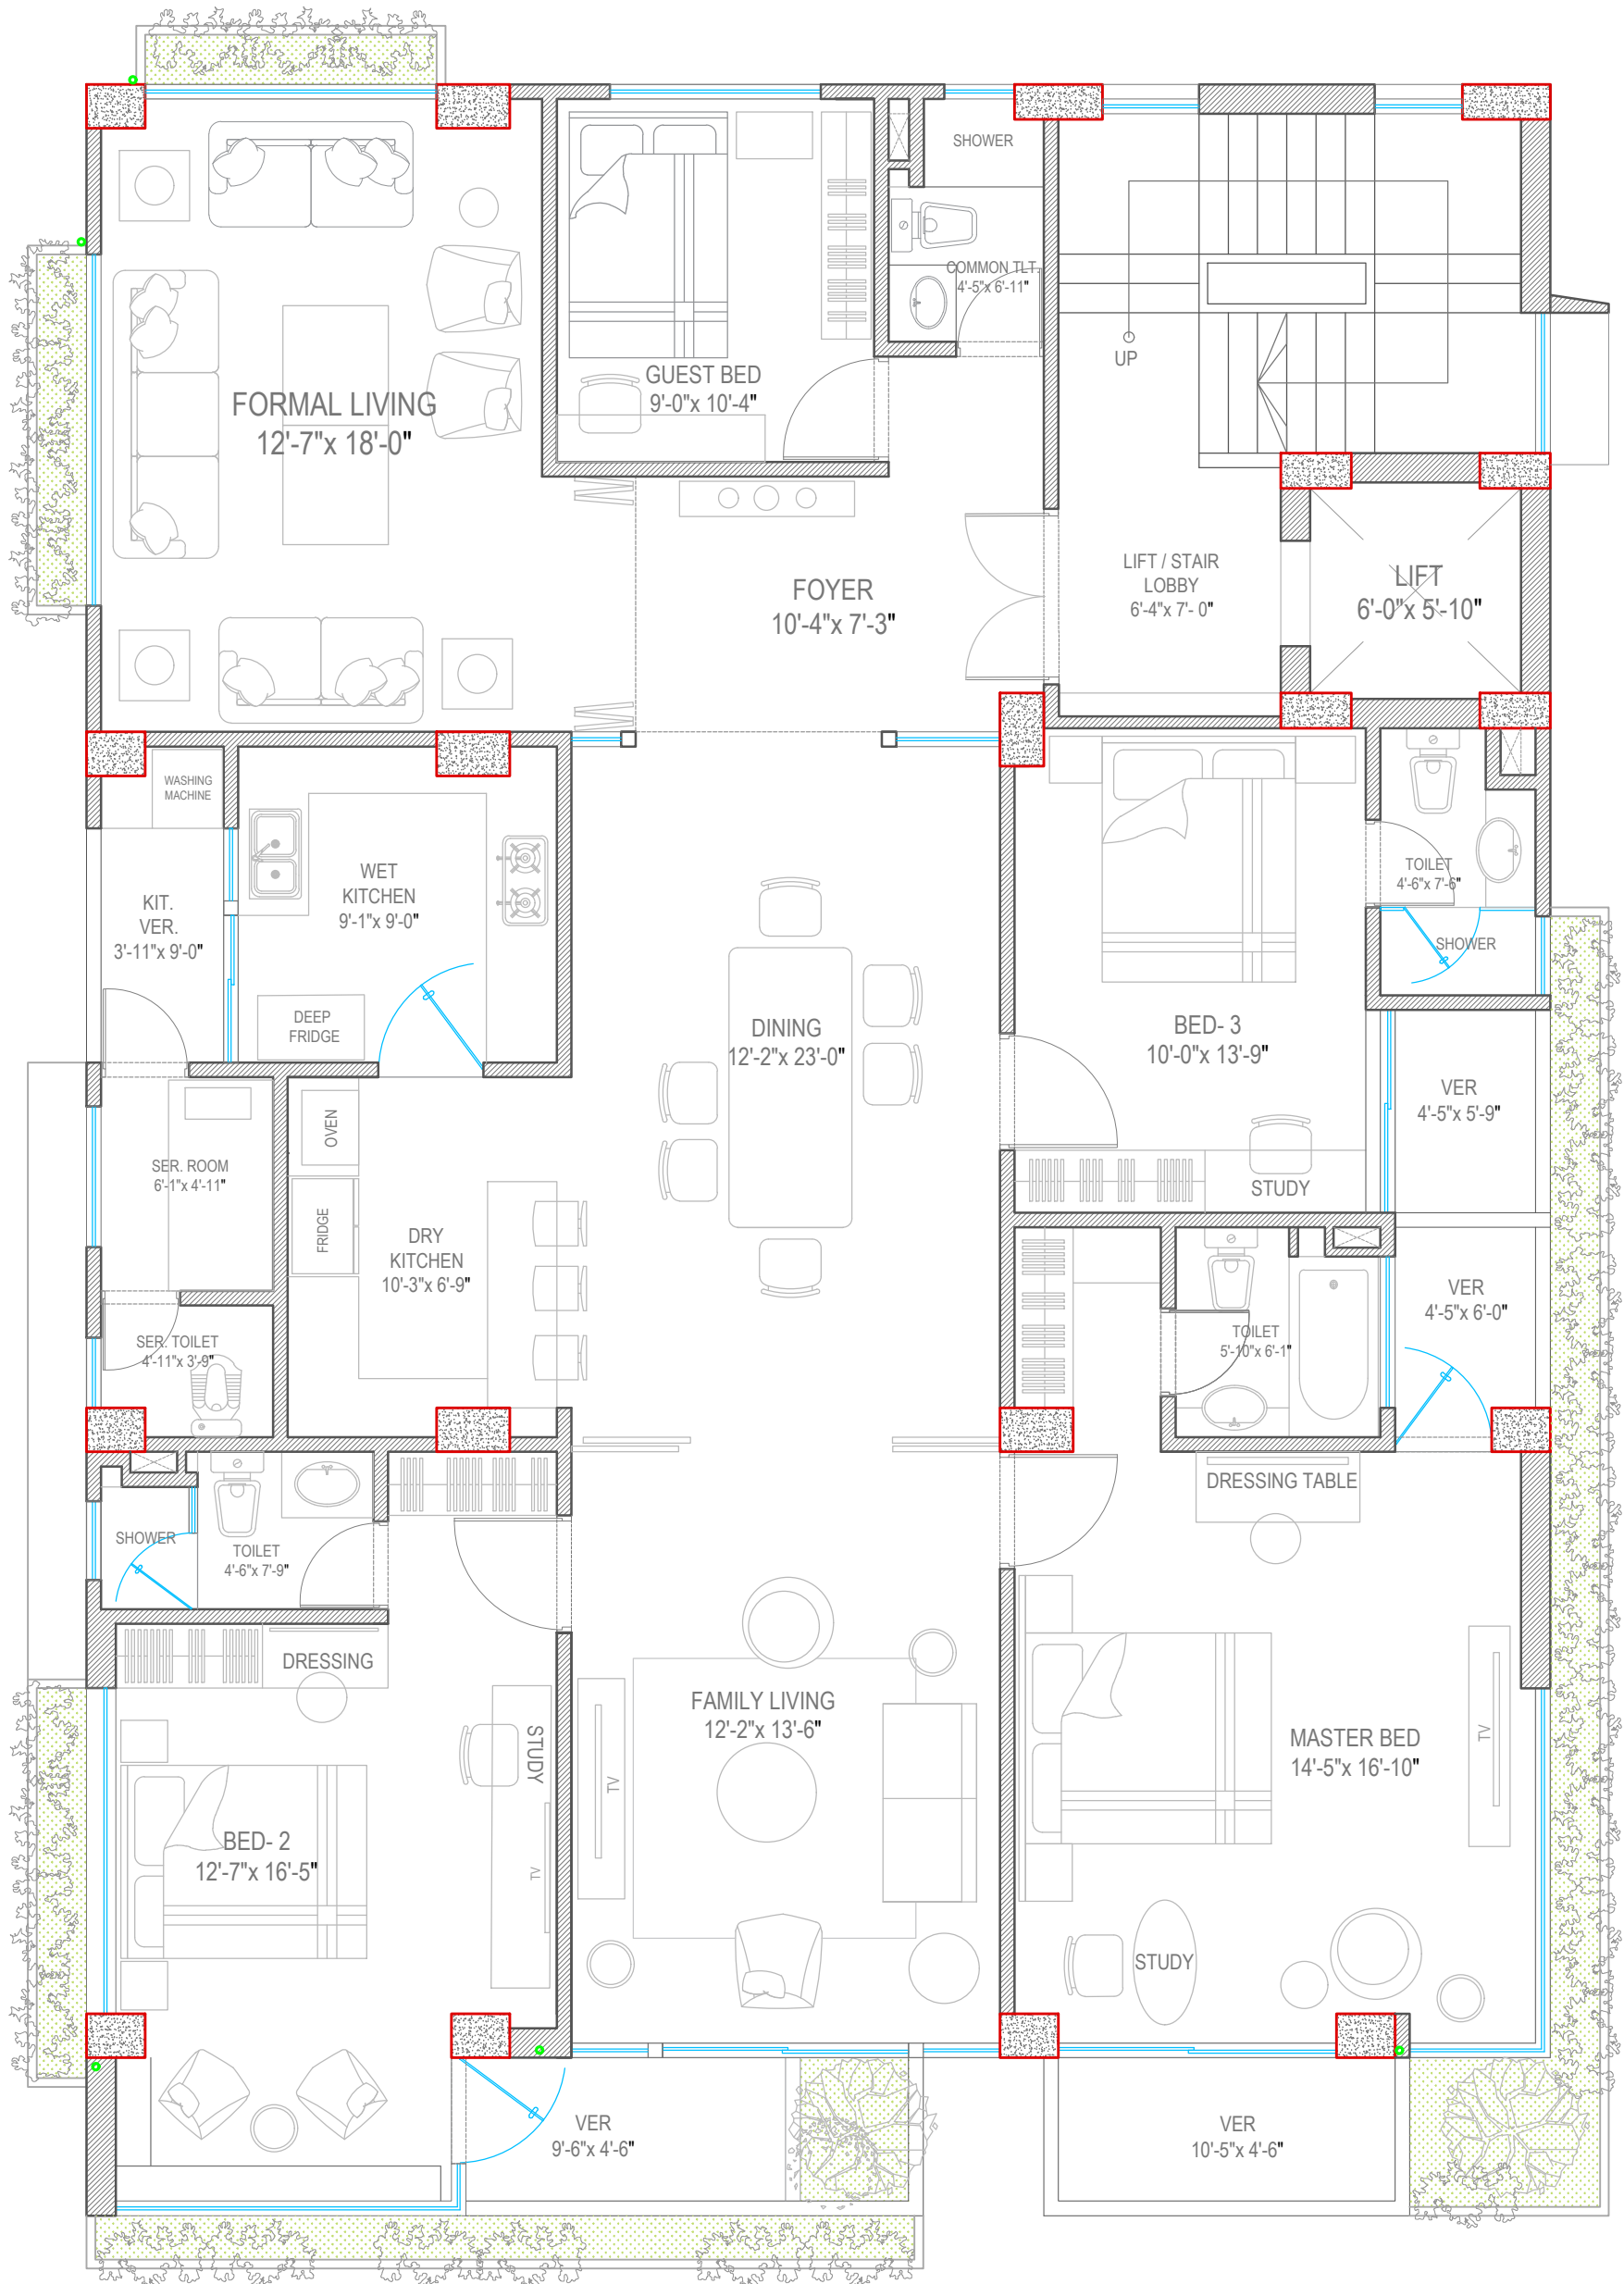 SHOWER
COMMON TLT.
4'-5"x 6'-11"
UP
GUEST BED
9'-0"x 10'-4"
FORMAL LIVING
12'-7"x 18'-0"
FOYER
10'-4"x 7'-3"
LIFT / STAIR
LOBBY
6'-4"x 7'- 0"
LIFT
6'-0"x 5'-10"
WASHING
MACHINE
WET
KITCHEN
9'-1"x 9'-0"
KIT.
VER.
3'-11"x 9'-0"
DEEP
FRIDGE
TOILET
4'-6"x 7'-6"
SHOWER
DINING
12'-2"x 23'-0"
BED- 3
10'-0"x 13'-9"
VER
4'-5"x 5'-9"
OVEN
SER. ROOM
6'-1"x 4'-11"
STUDY
FRIDGE
DRY
KITCHEN
10'-3"x 6'-9"
VER
4'-5"x 6'-0"
SER. TOILET
4'-11"x 3'-9"
TOILET
5'-10"x 6'-1"
DRESSING TABLE
SHOWER
TOILET
4'-6"x 7'-9"
DRESSING
STUDY
FAMILY LIVING
12'-2"x 13'-6"
MASTER BED
14'-5"x 16'-10"
TV
TV
BED- 2
12'-7"x 16'-5"
TV
STUDY
VER
9'-6"x 4'-6"
VER
10'-5"x 4'-6"